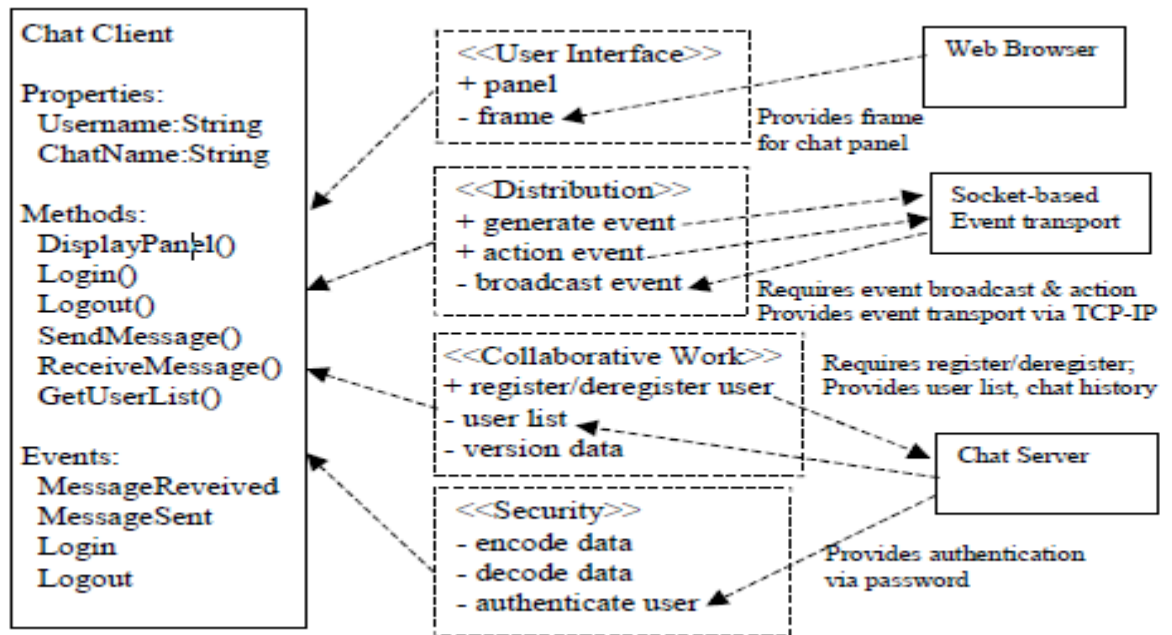 Chat Client
Properties:
Username:String
ChatName:String
Methods:
DisplayPanel()
Login()
Logout()
SendMessage()
ReceiveMessage()
GetUserList()
Events:
MessageReveived
MessageSent
Login
Logout
<<User Interface>>
+ panel
- frame
<<Distribution>>
+ generate event
+ action event
- broadcast event
<<Collaborative Work>>
+ register/deregister user
- user list
- version data
<<Security>>
- encode data
- decode data
- authenticate user
Web Browser
Provides frame
for chat panel
Socket-based
Event transport
Requires event broadcast & action
Provides event transport via TCP-IP
Requires register/deregister;
Provides user list, chat history
Chat Server
Provides authentication
via password